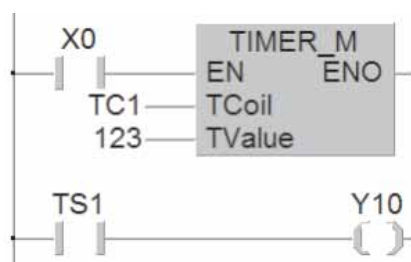 X0
TIMER_M
EN ENO
TC1 TCoil
123 TValue
TS1 Y10